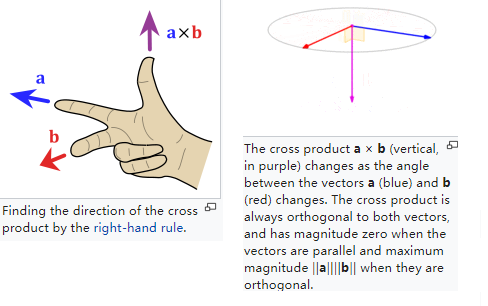 a×b
a
b
Finding the direction of the cross
product by the right-hand rule.
The cross product a × b (vertical,
in purple) changes as the angle
between the vectors a (blue) and b
(red) changes. The cross product is
always orthogonal to both vectors,
and has magnitude zero when the
vectors are parallel and maximum
magnitude ||a||||b|| when they are
orthogonal.